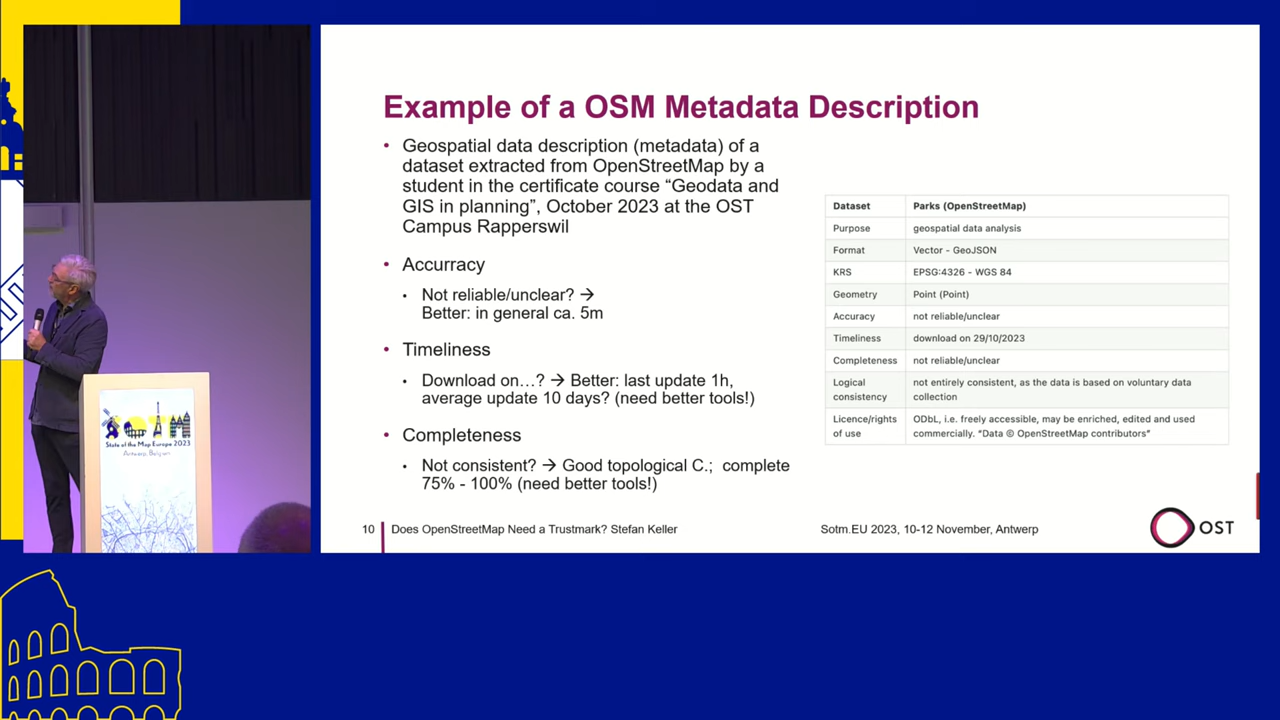 Example of a OSM Metadata Description
• Geospatial data description (metadata) of a
dataset extracted from OpenStreetMap by a
student in the certificate course “Geodata and
GIS in planning”, October 2023 at the OST
Campus Rapperswil
• Accurracy
• Not reliable/unclear? →
Better: in general ca. 5m
• Timeliness
• Download on…? → Better: last update 1h,
average update 10 days? (need better tools!)
• Completeness
• Not consistent? → Good topological C.; complete
75% - 100% (need better tools!)
Dataset Parks (OpenStreetMap)
Purpose geospatial data analysis
Format Vector - GeoJSON
KRS EPSG:4326 - WGS 84
Geometry Point (Point)
Accuracy not reliable/unclear
Timeliness download on 29/10/2023
Completeness not reliable/unclear
Logical not entirely consistent, as the data is based on voluntary data
consistency collection
Licence/rights ODbL, i.e. freely accessible, may be enriched, edited and used
of use commercially. "Data © OpenStreetMap contributors"
10 Does OpenStreetMap Need a Trustmark? Stefan Keller
Sotm.EU 2023, 10-12 November, Antwerp
OST
SOTM
State of the Map Europe 2023
Antwerp, Belgium